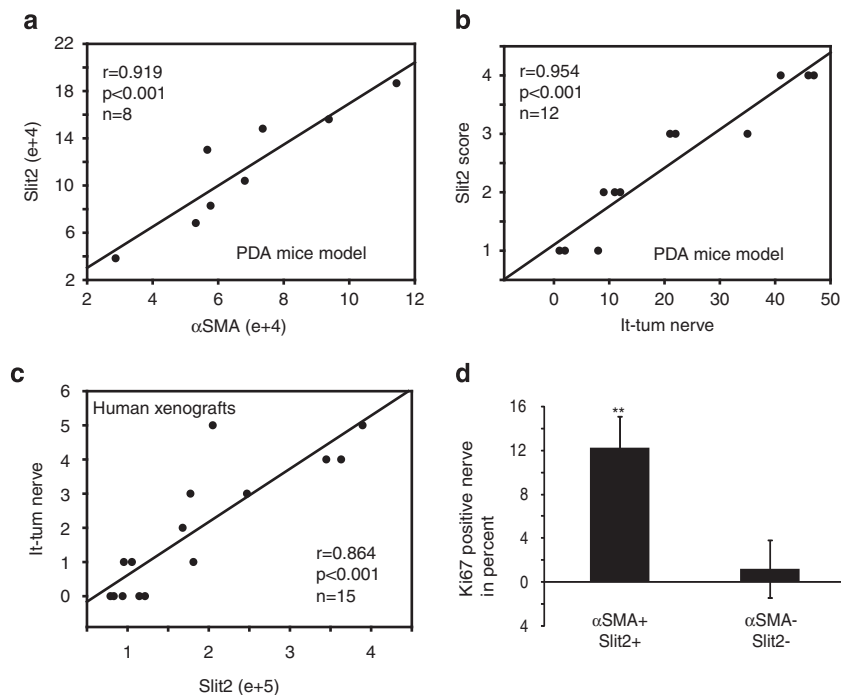 a
22
18
14
10
6
2
Slit2 (e+4)
r=0.919
p<0.001
n=8
PDA mice model
2 4 6 8 10 12
αSMA (e+4)
b
4
3
2
1
Slit2 score
r=0.954
p<0.001
n=12
PDA mice model
0 10 20 30 40 50
It-tum nerve
c
6
5
4
3
2
1
0
It-tum nerve
Human xenografts
r=0.864
p<0.001
n=15
1 2 3 4
Slit2 (e+5)
d
16
12
8
4
0
4
Ki67 positive nerve
in percent
**
αSMA+
Slit2+
αSMA-
Slit2-